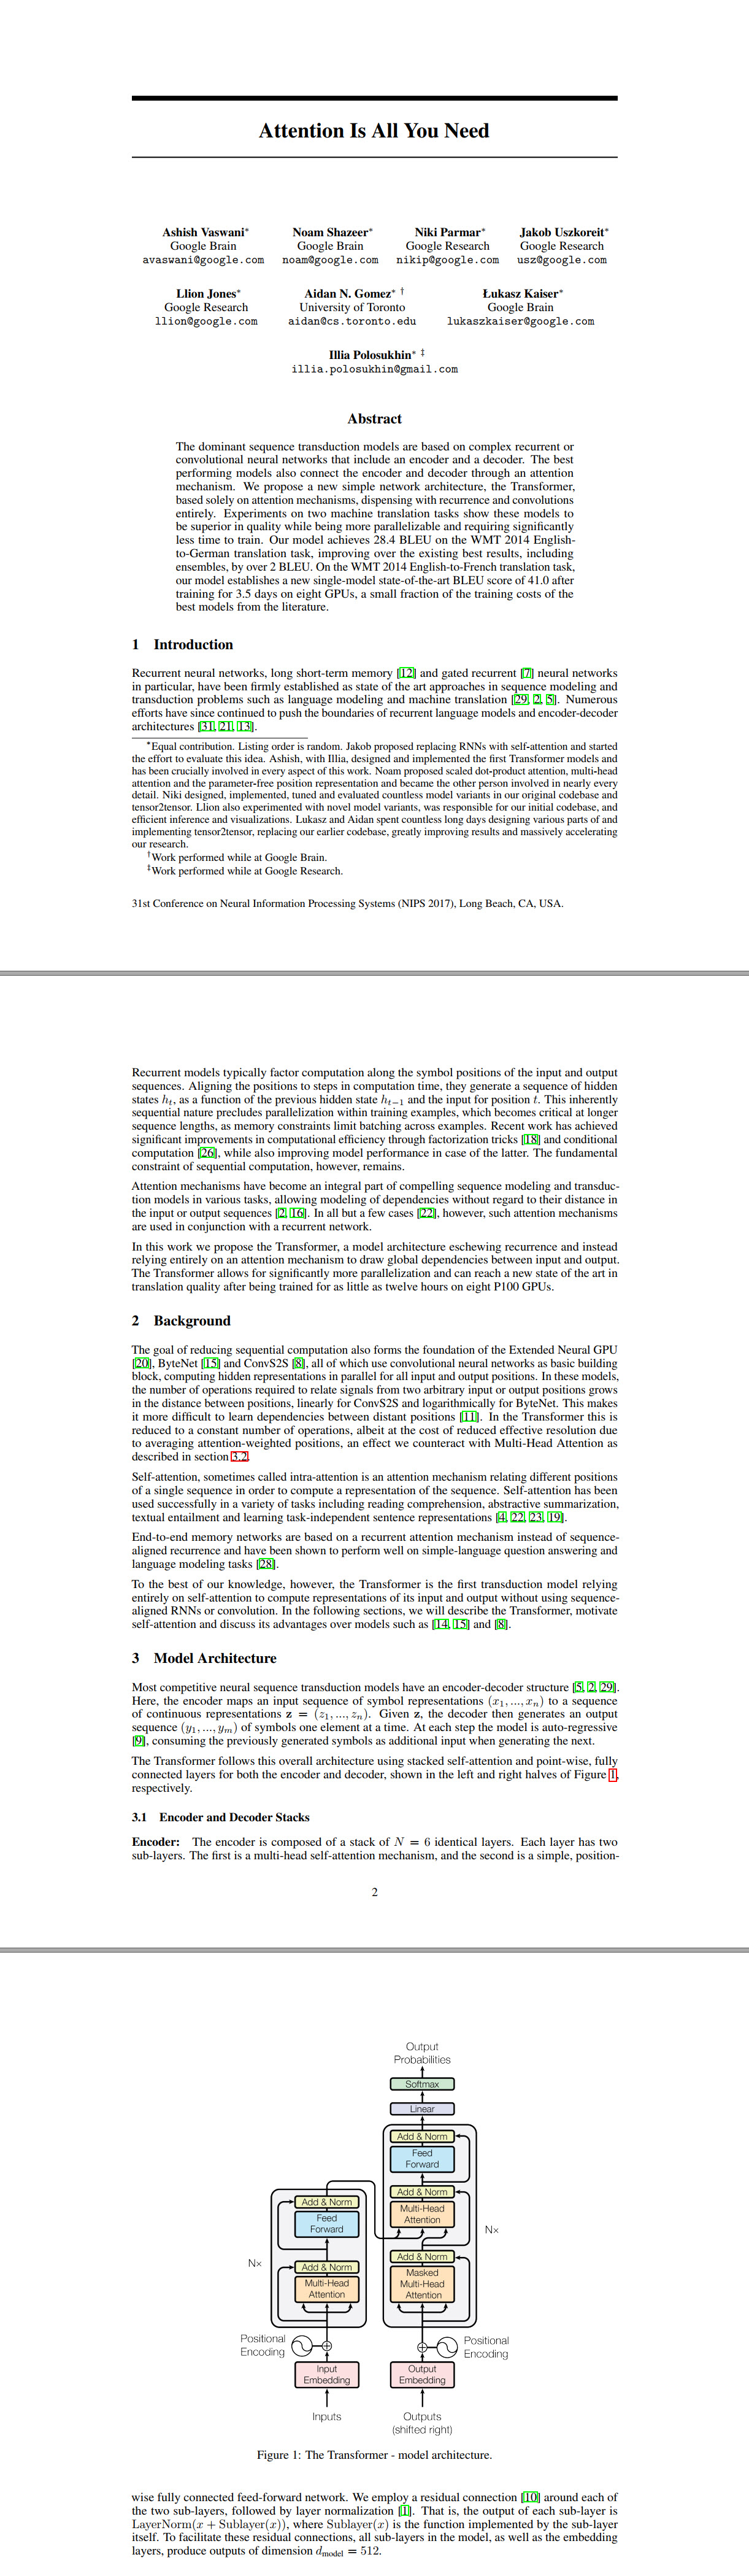 Attention Is All You Need
Ashish Vaswani*
Google Brain
avaswani@google.com
Noam Shazeer*
Google Brain
noam@google.com
Niki Parmar*
Google Research
nikip@google.com
Jakob Uszkoreit*
Google Research
usz@google.com
Llion Jones*
Google Research
llion@google.com
Aidan N. Gomez* †
University of Toronto
aidan@cs.toronto.edu
Łukasz Kaiser*
Google Brain
lukaszkaiser@google.com
Illia Polosukhin* ‡
illia.polosukhin@gmail.com
Abstract
The dominant sequence transduction models are based on complex recurrent or
convolutional neural networks that include an encoder and a decoder. The best
performing models also connect the encoder and decoder through an attention
mechanism. We propose a new simple network architecture, the Transformer,
based solely on attention mechanisms, dispensing with recurrence and convolutions
entirely. Experiments on two machine translation tasks show these models to
be superior in quality while being more parallelizable and requiring significantly
less time to train. Our model achieves 28.4 BLEU on the WMT 2014 English-
to-German translation task, improving over the existing best results, including
ensembles, by over 2 BLEU. On the WMT 2014 English-to-French translation task,
our model establishes a new single-model state-of-the-art BLEU score of 41.0 after
training for 3.5 days on eight GPUs, a small fraction of the training costs of the
best models from the literature.
1 Introduction
Recurrent neural networks, long short-term memory [12] and gated recurrent [7] neural networks
in particular, have been firmly established as state of the art approaches in sequence modeling and
transduction problems such as language modeling and machine translation [29, 2, 5]. Numerous
efforts have since continued to push the boundaries of recurrent language models and encoder-decoder
architectures [31, 21, 13].
*Equal contribution. Listing order is random. Jakob proposed replacing RNNs with self-attention and started
the effort to evaluate this idea. Ashish, with Illia, designed and implemented the first Transformer models and
has been crucially involved in every aspect of this work. Noam proposed scaled dot-product attention, multi-head
attention and the parameter-free position representation and became the other person involved in nearly every
detail. Niki designed, implemented, tuned and evaluated countless model variants in our original codebase and
tensor2tensor. Llion also experimented with novel model variants, was responsible for our initial codebase, and
efficient inference and visualizations. Lukasz and Aidan spent countless long days designing various parts of and
implementing tensor2tensor, replacing our earlier codebase, greatly improving results and massively accelerating
our research.
†Work performed while at Google Brain.
‡Work performed while at Google Research.
31st Conference on Neural Information Processing Systems (NIPS 2017), Long Beach, CA, USA.
Recurrent models typically factor computation along the symbol positions of the input and output
sequences. Aligning the positions to steps in computation time, they generate a sequence of hidden
states hₜ, as a function of the previous hidden state hₜ₋₁ and the input for position t. This inherently
sequential nature precludes parallelization within training examples, which becomes critical at longer
sequence lengths, as memory constraints limit batching across examples. Recent work has achieved
significant improvements in computational efficiency through factorization tricks [18] and conditional
computation [26], while also improving model performance in case of the latter. The fundamental
constraint of sequential computation, however, remains.
Attention mechanisms have become an integral part of compelling sequence modeling and transduc-
tion models in various tasks, allowing modeling of dependencies without regard to their distance in
the input or output sequences [2, 16]. In all but a few cases [22], however, such attention mechanisms
are used in conjunction with a recurrent network.
In this work we propose the Transformer, a model architecture eschewing recurrence and instead
relying entirely on an attention mechanism to draw global dependencies between input and output.
The Transformer allows for significantly more parallelization and can reach a new state of the art in
translation quality after being trained for as little as twelve hours on eight P100 GPUs.
2 Background
The goal of reducing sequential computation also forms the foundation of the Extended Neural GPU
[20], ByteNet [15] and ConvS2S [8], all of which use convolutional neural networks as basic building
block, computing hidden representations in parallel for all input and output positions. In these models,
the number of operations required to relate signals from two arbitrary input or output positions grows
in the distance between positions, linearly for ConvS2S and logarithmically for ByteNet. This makes
it more difficult to learn dependencies between distant positions [11]. In the Transformer this is
reduced to a constant number of operations, albeit at the cost of reduced effective resolution due
to averaging attention-weighted positions, an effect we counteract with Multi-Head Attention as
described in section 3.2.
Self-attention, sometimes called intra-attention is an attention mechanism relating different positions
of a single sequence in order to compute a representation of the sequence. Self-attention has been
used successfully in a variety of tasks including reading comprehension, abstractive summarization,
textual entailment and learning task-independent sentence representations [4, 22, 23, 19].
End-to-end memory networks are based on a recurrent attention mechanism instead of sequence-
aligned recurrence and have been shown to perform well on simple-language question answering and
language modeling tasks [28].
To the best of our knowledge, however, the Transformer is the first transduction model relying
entirely on self-attention to compute representations of its input and output without using sequence-
aligned RNNs or convolution. In the following sections, we will describe the Transformer, motivate
self-attention and discuss its advantages over models such as [14, 15] and [8].
3 Model Architecture
Most competitive neural sequence transduction models have an encoder-decoder structure [5, 2, 29].
Here, the encoder maps an input sequence of symbol representations (x₁, ..., xₙ) to a sequence
of continuous representations z = (z₁, ..., zₙ). Given z, the decoder then generates an output
sequence (y₁, ..., yₘ) of symbols one element at a time. At each step the model is auto-regressive
[9], consuming the previously generated symbols as additional input when generating the next.
The Transformer follows this overall architecture using stacked self-attention and point-wise, fully
connected layers for both the encoder and decoder, shown in the left and right halves of Figure 1,
respectively.
3.1 Encoder and Decoder Stacks
Encoder: The encoder is composed of a stack of N = 6 identical layers. Each layer has two
sub-layers. The first is a multi-head self-attention mechanism, and the second is a simple, position-
2
Output
Probabilities
Softmax
Linear
Add & Norm
Feed
Forward
Add & Norm
Multi-Head
Attention
Add & Norm
Masked
Multi-Head
Attention
Nx
Add & Norm
Feed
Forward
Add & Norm
Multi-Head
Attention
Nx
Positional
Encoding
Positional
Encoding
Input
Embedding
Output
Embedding
Inputs
Outputs
(shifted right)
Figure 1: The Transformer - model architecture.
wise fully connected feed-forward network. We employ a residual connection [10] around each of
the two sub-layers, followed by layer normalization [1]. That is, the output of each sub-layer is
LayerNorm(x + Sublayer(x)), where Sublayer(x) is the function implemented by the sub-layer
itself. To facilitate these residual connections, all sub-layers in the model, as well as the embedding
layers, produce outputs of dimension d_model = 512.